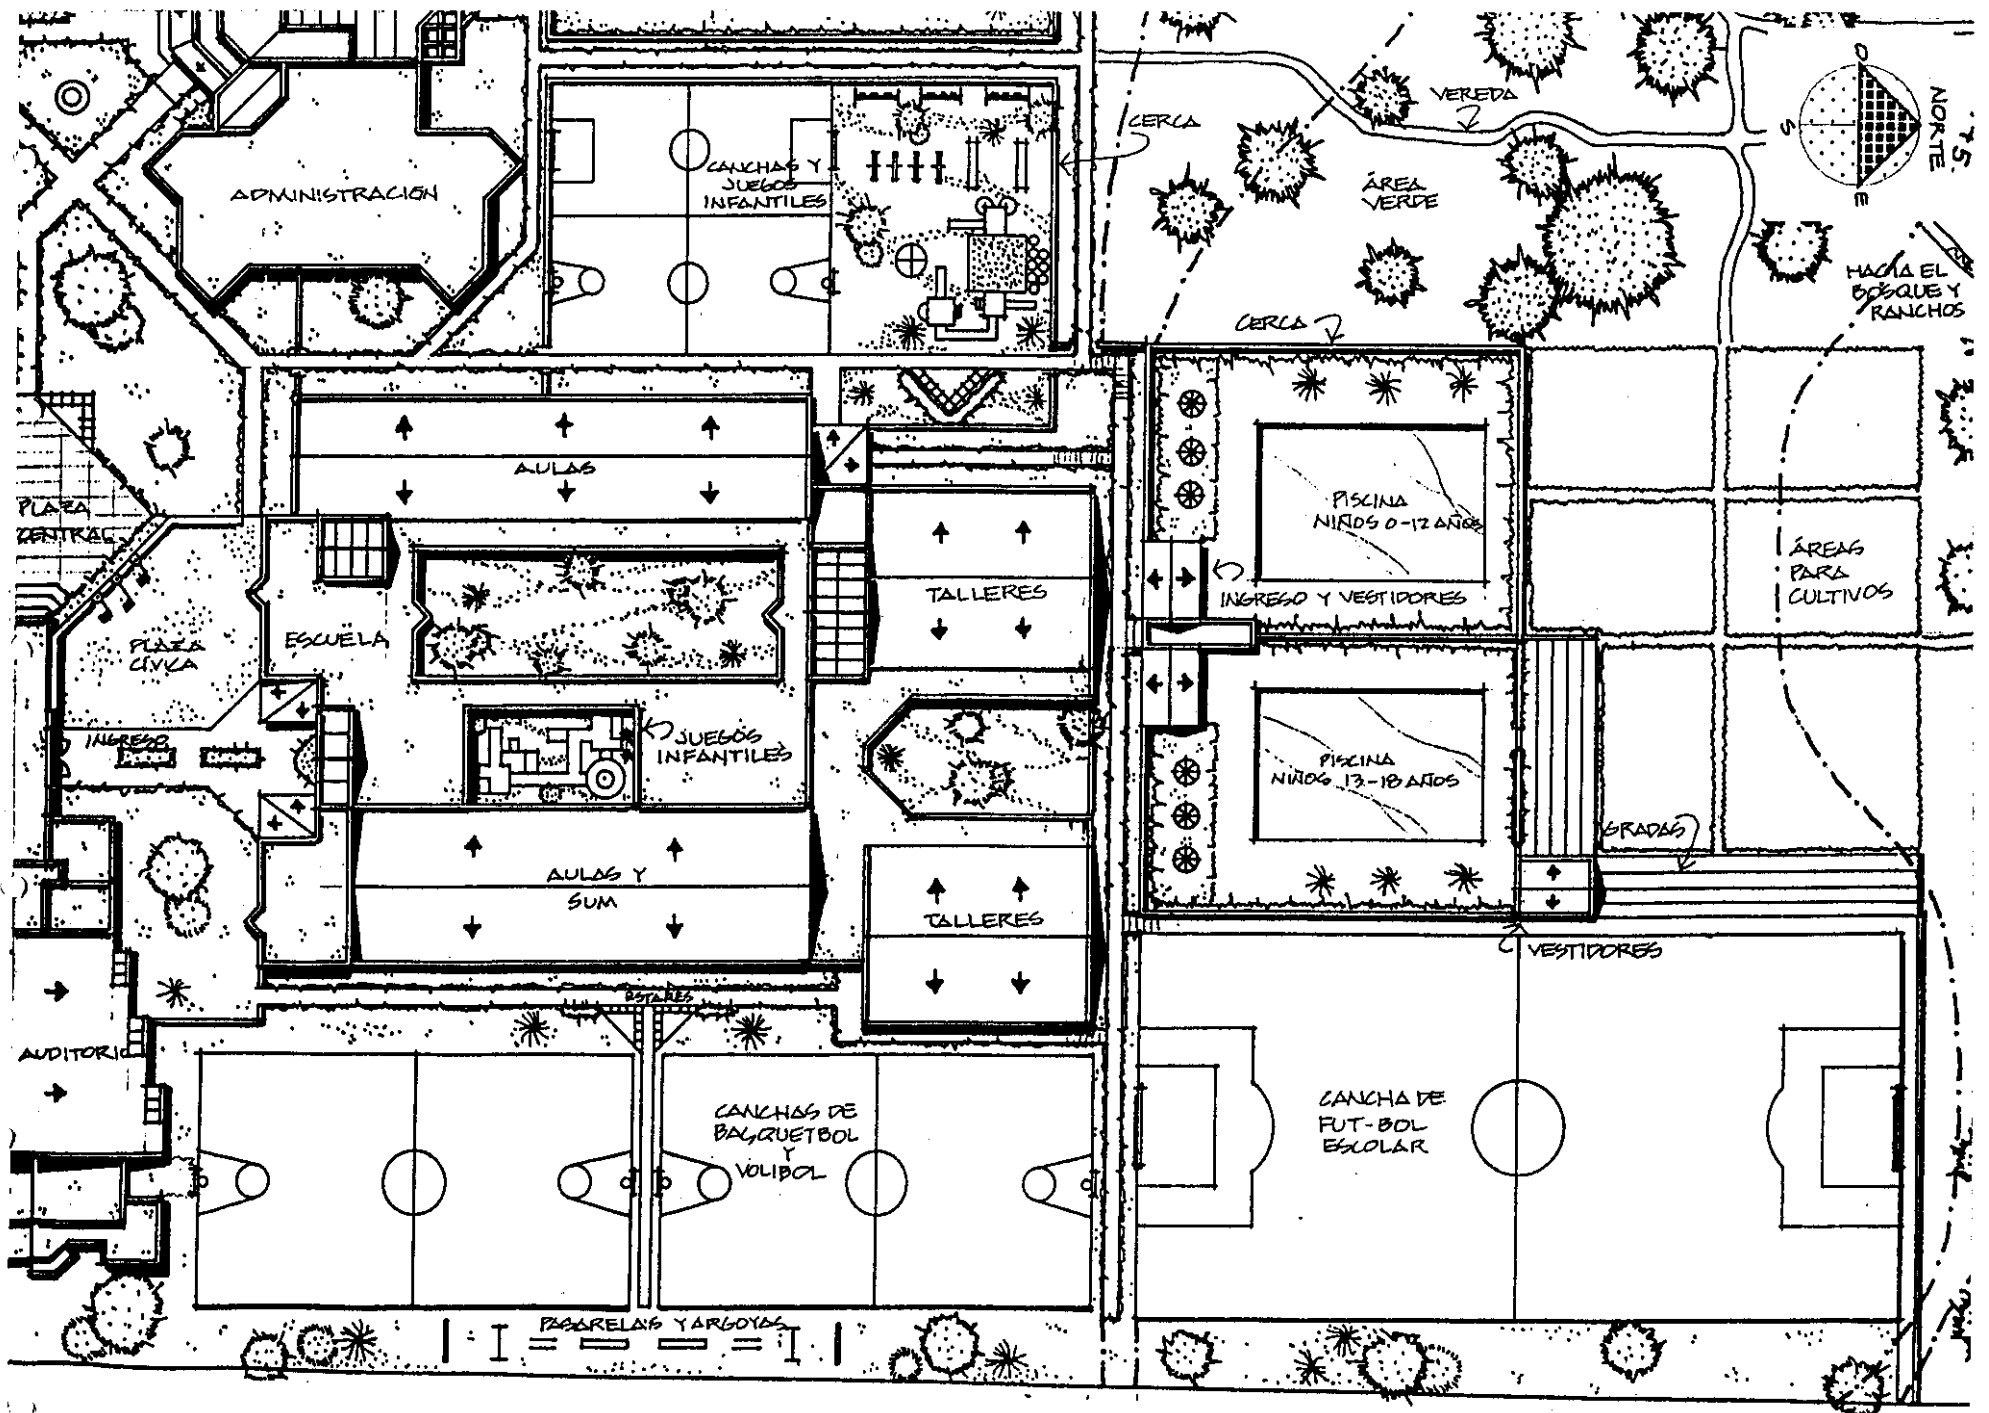 O
NORTE
S
E
VEREDA
CERCA
ÁREA
VERDE
CANCHAS Y
JUEGOS
INFANTILES
ADMINISTRACION
HACIA EL
BOSQUE Y
RANCHOS
CERCA
AULAS
PLAZA
CENTRAL
PISCINA
NIÑOS 0-12 AÑOS
ÁREAS
PARA
CULTIVOS
TALLERES
INGRESO Y VESTIDORES
ESCUELA
PLAZA
CÍVICA
INGRESO
JUEGOS
INFANTILES
PISCINA
NIÑOS 13-18 AÑOS
GRADAS
AULAS Y
SUM
TALLERES
VESTIDORES
ESTARES
AUDITORIO
CANCHAS DE
BASQUETBOL
Y
VOLIBOL
CANCHA DE
FUT-BOL
ESCOLAR
PASARELAS Y ARGOYAS